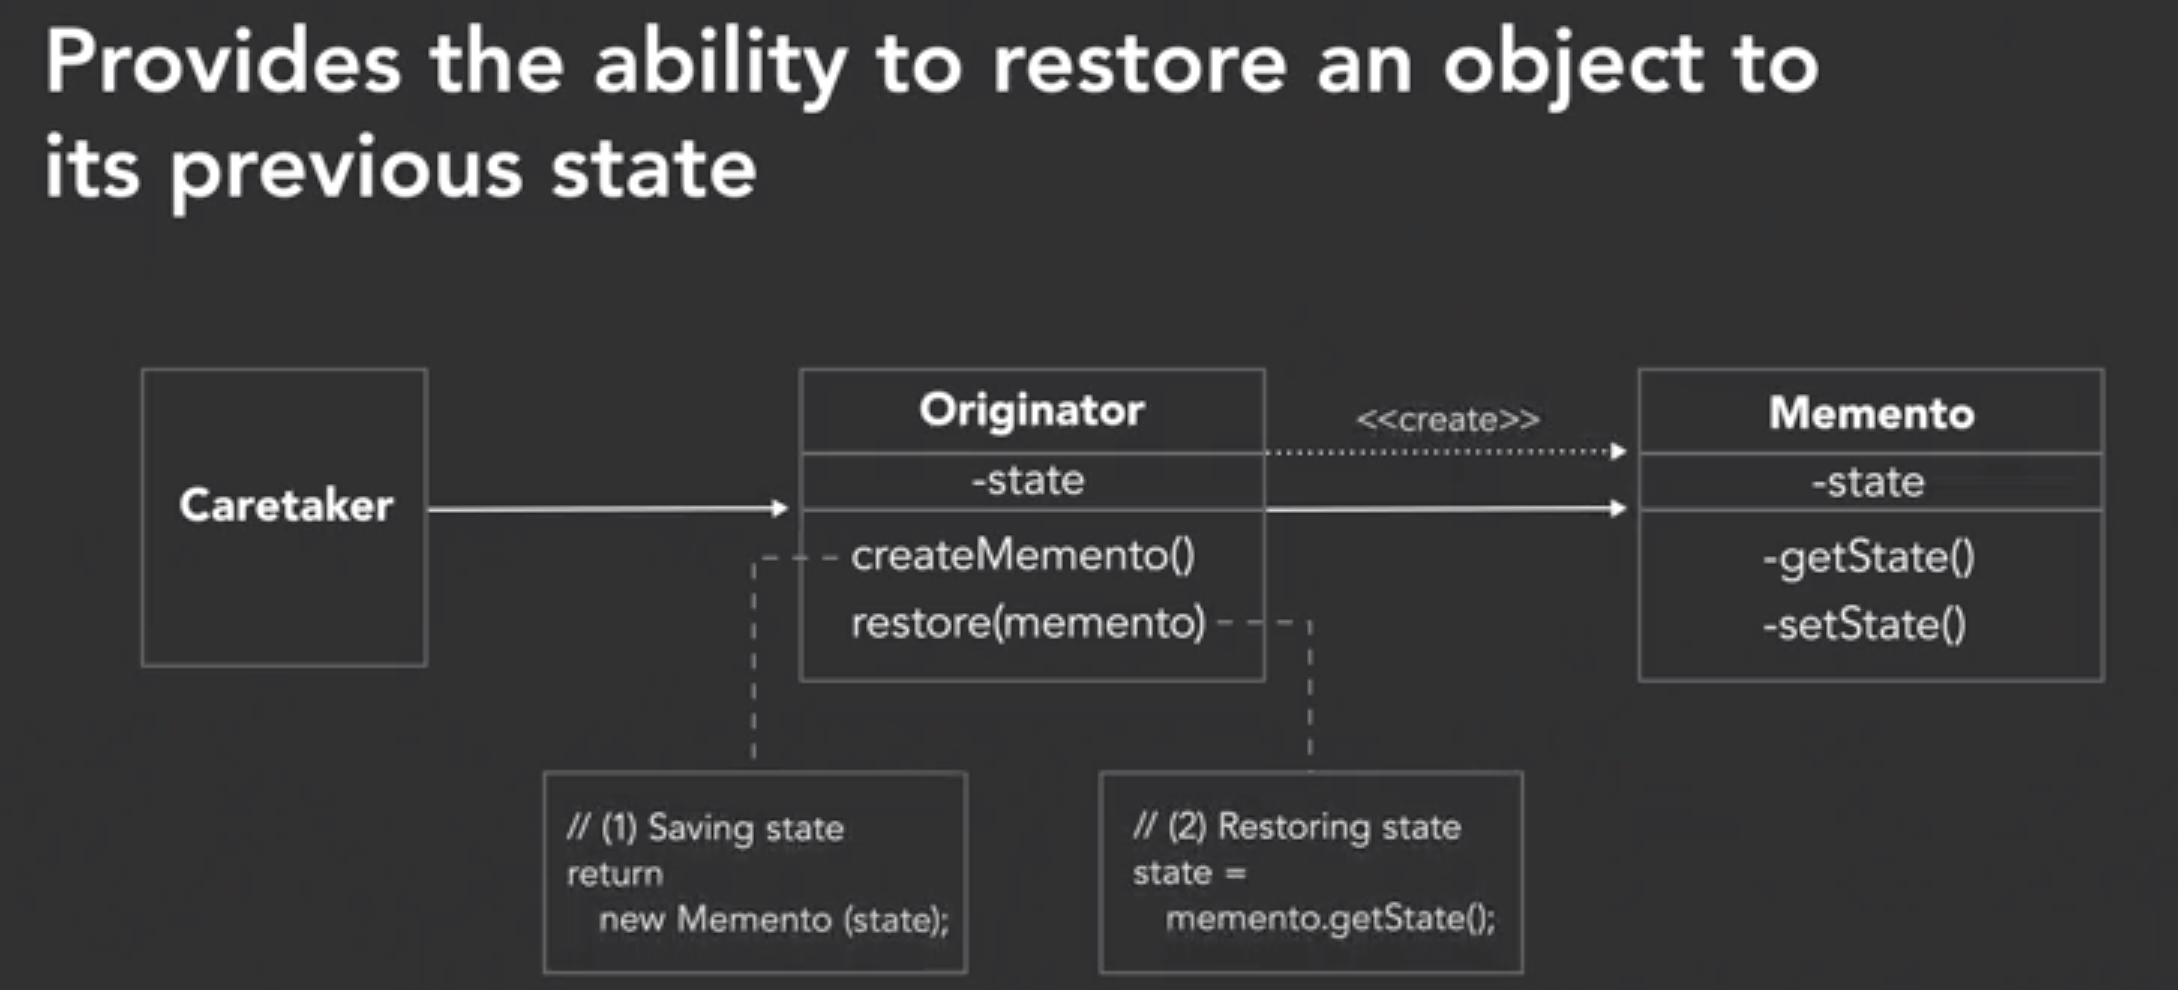 Provides the ability to restore an object to
its previous state
Caretaker
Originator
-state
createMemento()
restore(memento)
<<create>>
Memento
-state
-getState()
-setState()
// (1) Saving state
return
new Memento (state);
// (2) Restoring state
state =
memento.getState();